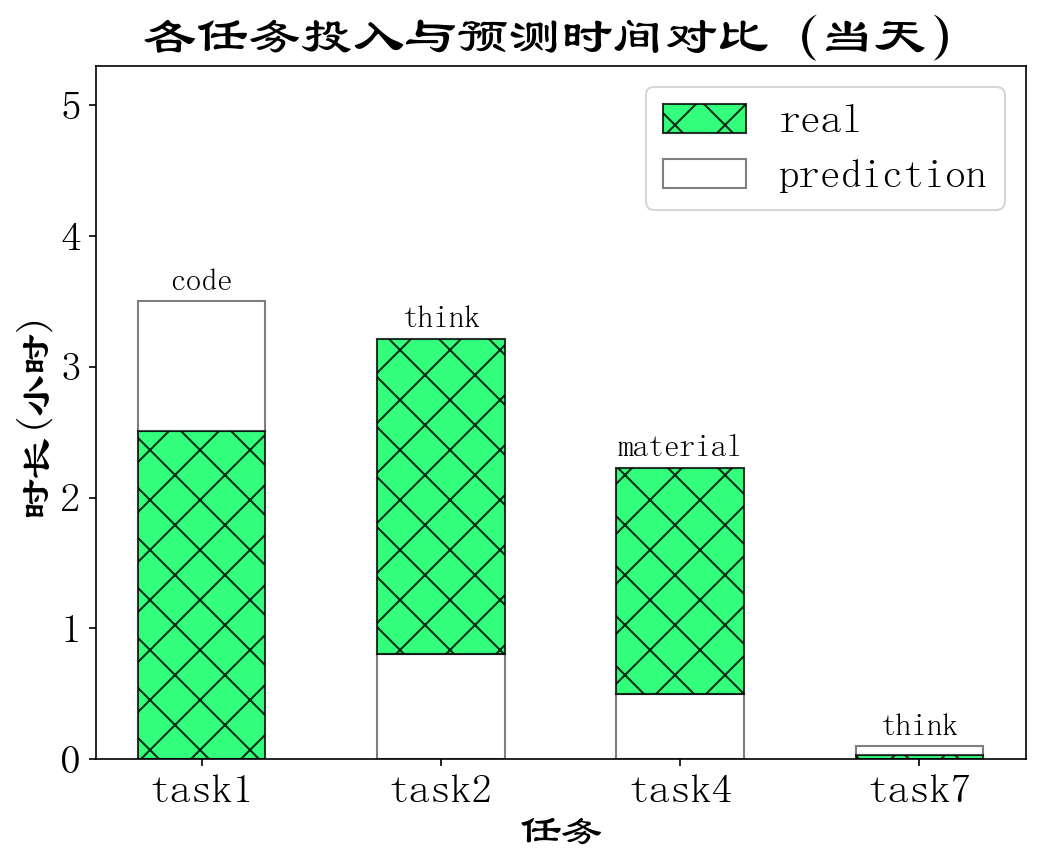 各任务投入与预测时间对比 (当天)
real
prediction
时长(小时)
5
4
3
2
1
0
code
think
material
think
task1 task2 task4 task7
任务